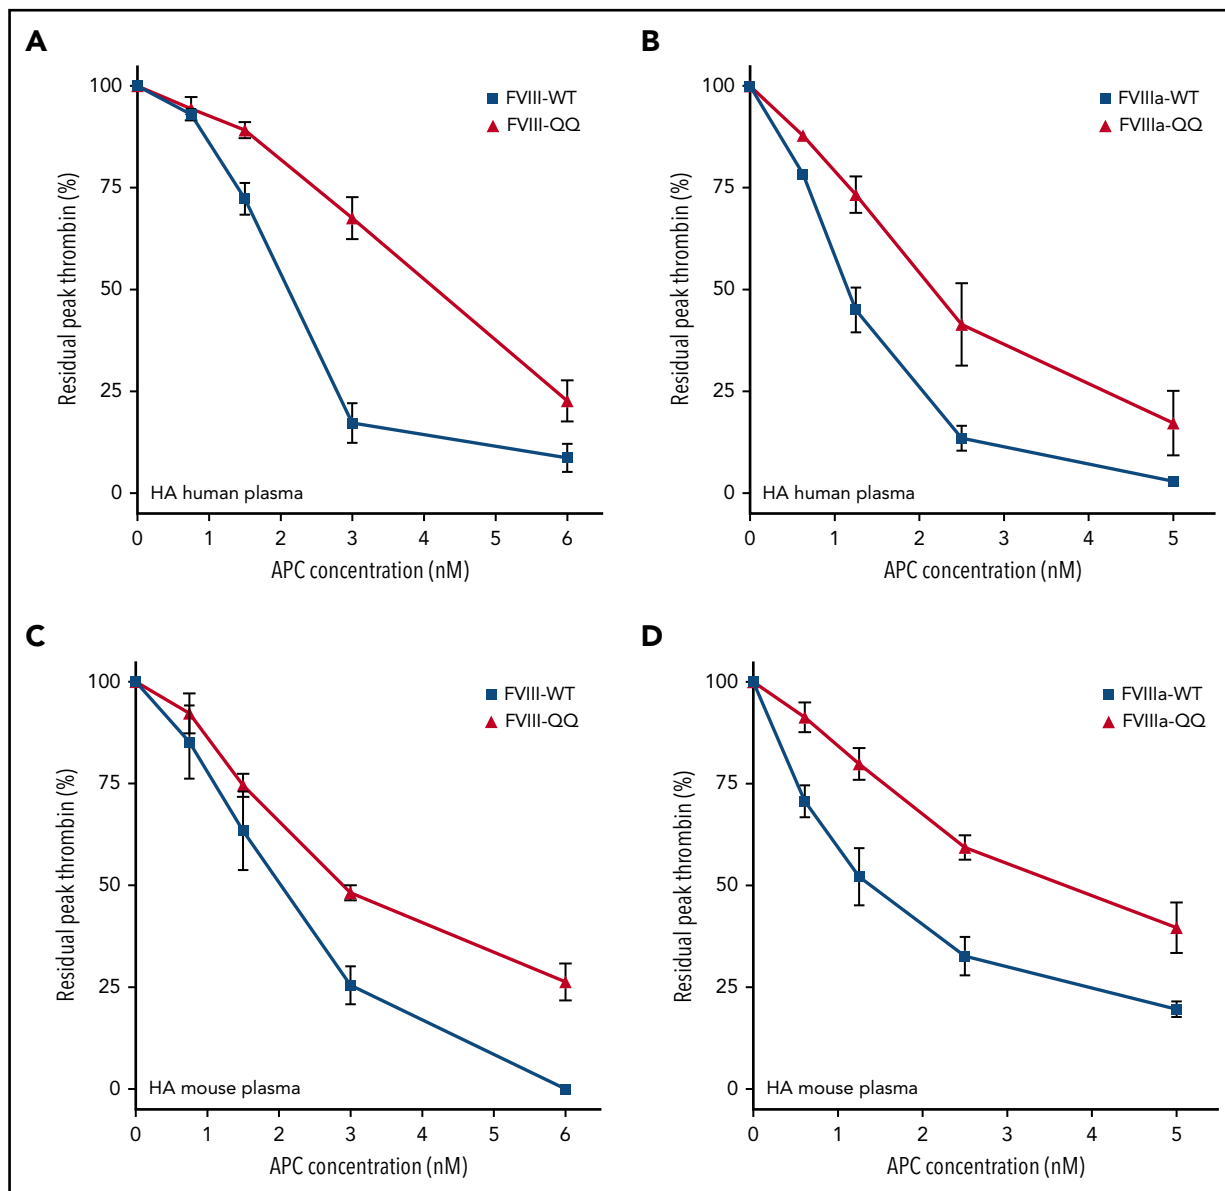 A
Residual peak thrombin (%)
100
75
50
25
0
FVIII-WT
FVIII-QQ
HA human plasma
0 1 2 3 4 5 6
APC concentration (nM)
B
Residual peak thrombin (%)
100
75
50
25
0
FVIIIa-WT
FVIIIa-QQ
HA human plasma
0 1 2 3 4 5
APC concentration (nM)
C
Residual peak thrombin (%)
100
75
50
25
0
FVIII-WT
FVIII-QQ
HA mouse plasma
0 1 2 3 4 5 6
APC concentration (nM)
D
Residual peak thrombin (%)
100
75
50
25
0
FVIIIa-WT
FVIIIa-QQ
HA mouse plasma
0 1 2 3 4 5
APC concentration (nM)